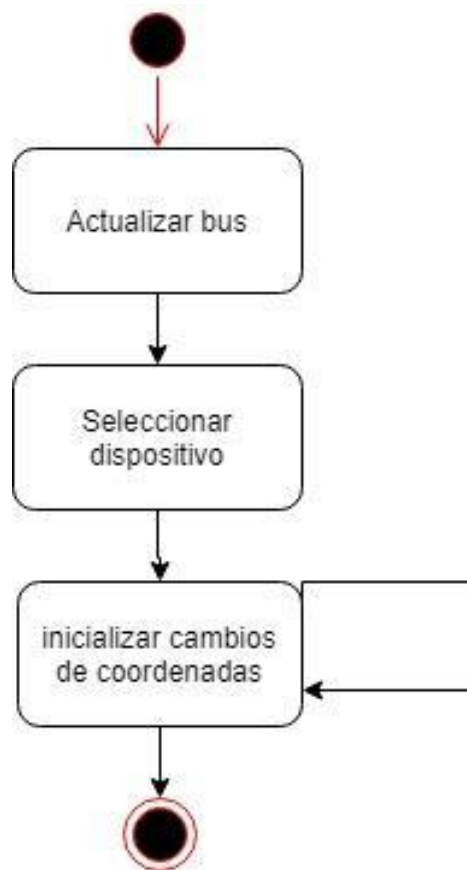 Actualizar bus
Seleccionar
dispositivo
inicializar cambios
de coordenadas